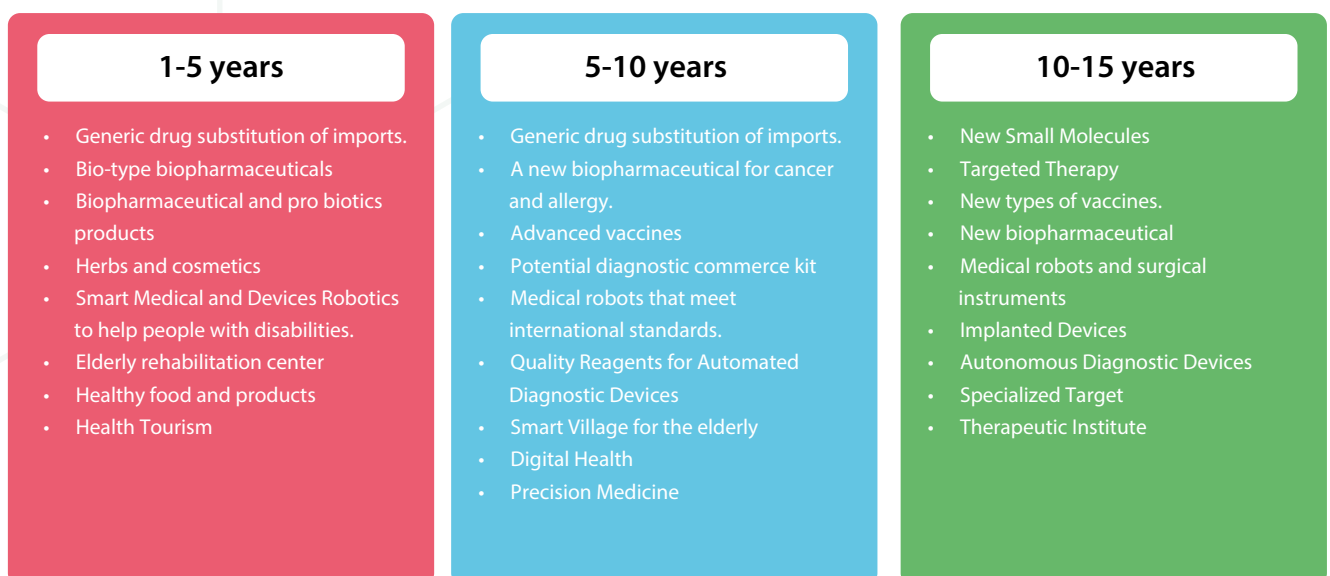 1-5 years
• Generic drug substitution of imports.
• Bio-type biopharmaceuticals
• Biopharmaceutical and pro biotics
products
• Herbs and cosmetics
• Smart Medical and Devices Robotics
to help people with disabilities.
• Elderly rehabilitation center
• Healthy food and products
• Health Tourism
5-10 years
• Generic drug substitution of imports.
• A new biopharmaceutical for cancer
and allergy.
• Advanced vaccines
• Potential diagnostic commerce kit
• Medical robots that meet
international standards.
• Quality Reagents for Automated
Diagnostic Devices
• Smart Village for the elderly
• Digital Health
• Precision Medicine
10-15 years
• New Small Molecules
• Targeted Therapy
• New types of vaccines.
• New biopharmaceutical
• Medical robots and surgical
instruments
• Implanted Devices
• Autonomous Diagnostic Devices
• Specialized Target
• Therapeutic Institute